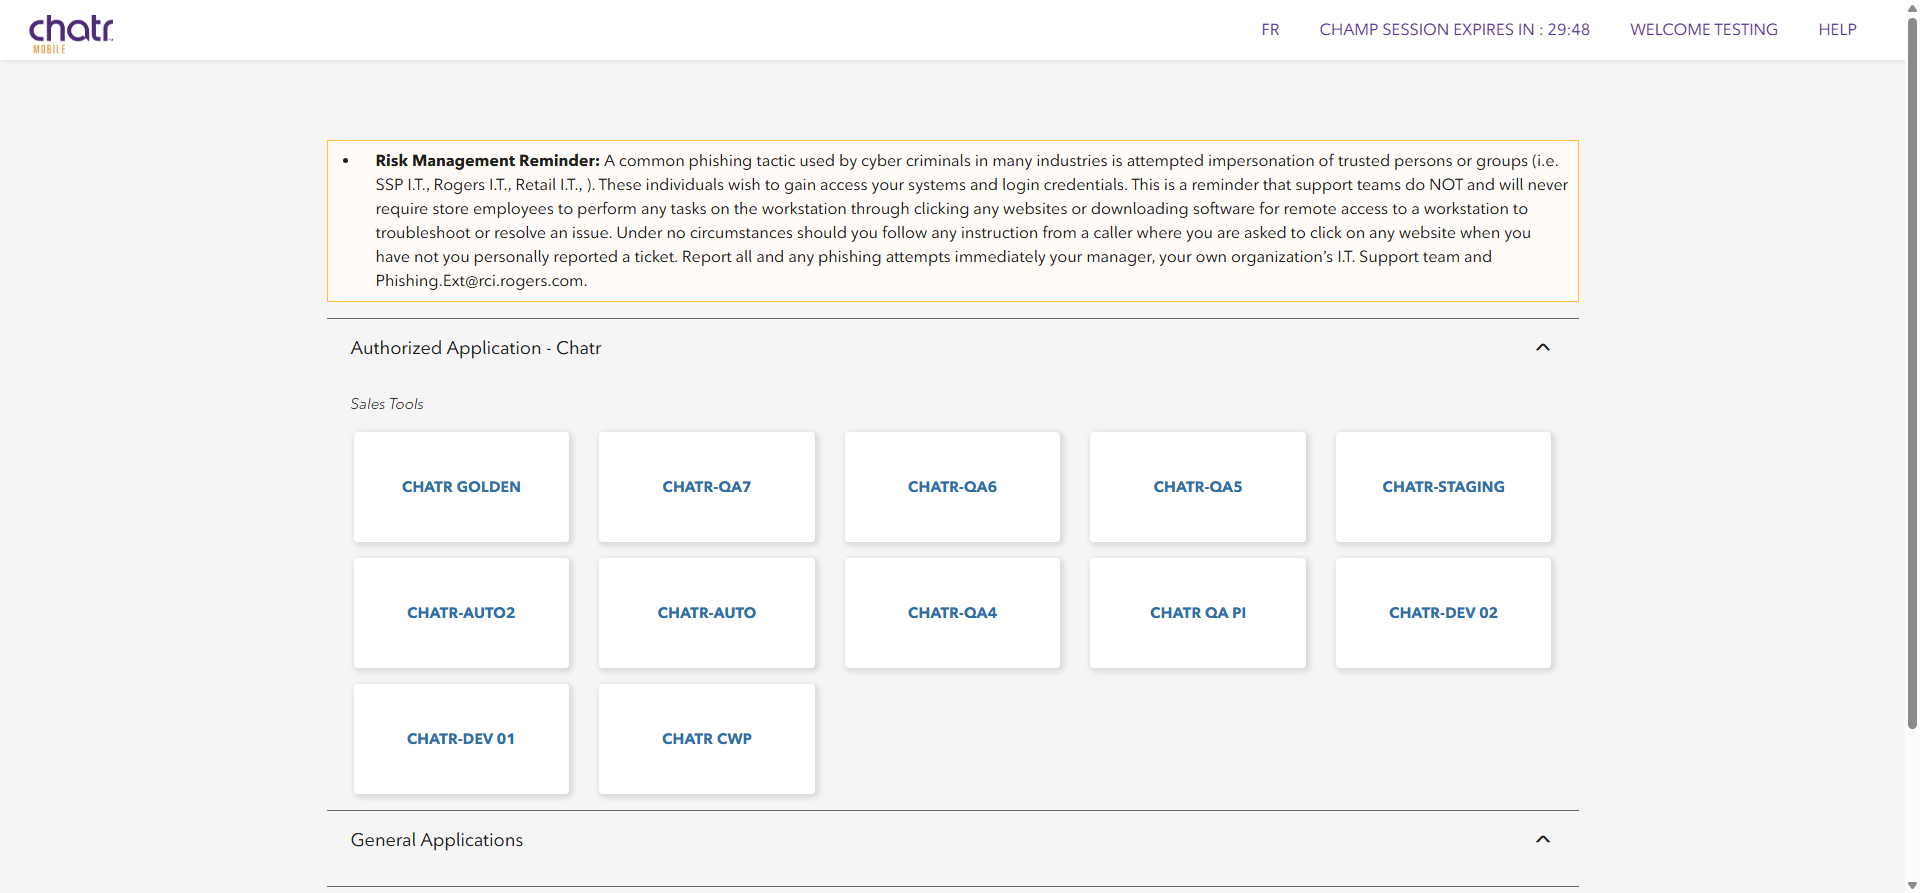 chatr
MOBILE
FR
CHAMP SESSION EXPIRES IN : 29:48
WELCOME TESTING
HELP
• Risk Management Reminder: A common phishing tactic used by cyber criminals in many industries is attempted impersonation of trusted persons or groups (i.e.
SSP I.T., Rogers I.T., Retail I.T., ). These individuals wish to gain access your systems and login credentials. This is a reminder that support teams do NOT and will never
require store employees to perform any tasks on the workstation through clicking any websites or downloading software for remote access to a workstation to
troubleshoot or resolve an issue. Under no circumstances should you follow any instruction from a caller where you are asked to click on any website when you
have not you personally reported a ticket. Report all and any phishing attempts immediately your manager, your own organization’s I.T. Support team and
Phishing.Ext@rci.rogers.com.
Authorized Application - Chatr
Sales Tools
CHATR GOLDEN
CHATR-QA7
CHATR-QA6
CHATR-QA5
CHATR-STAGING
CHATR-AUTO2
CHATR-AUTO
CHATR-QA4
CHATR QA PI
CHATR-DEV 02
CHATR-DEV 01
CHATR CWP
General Applications